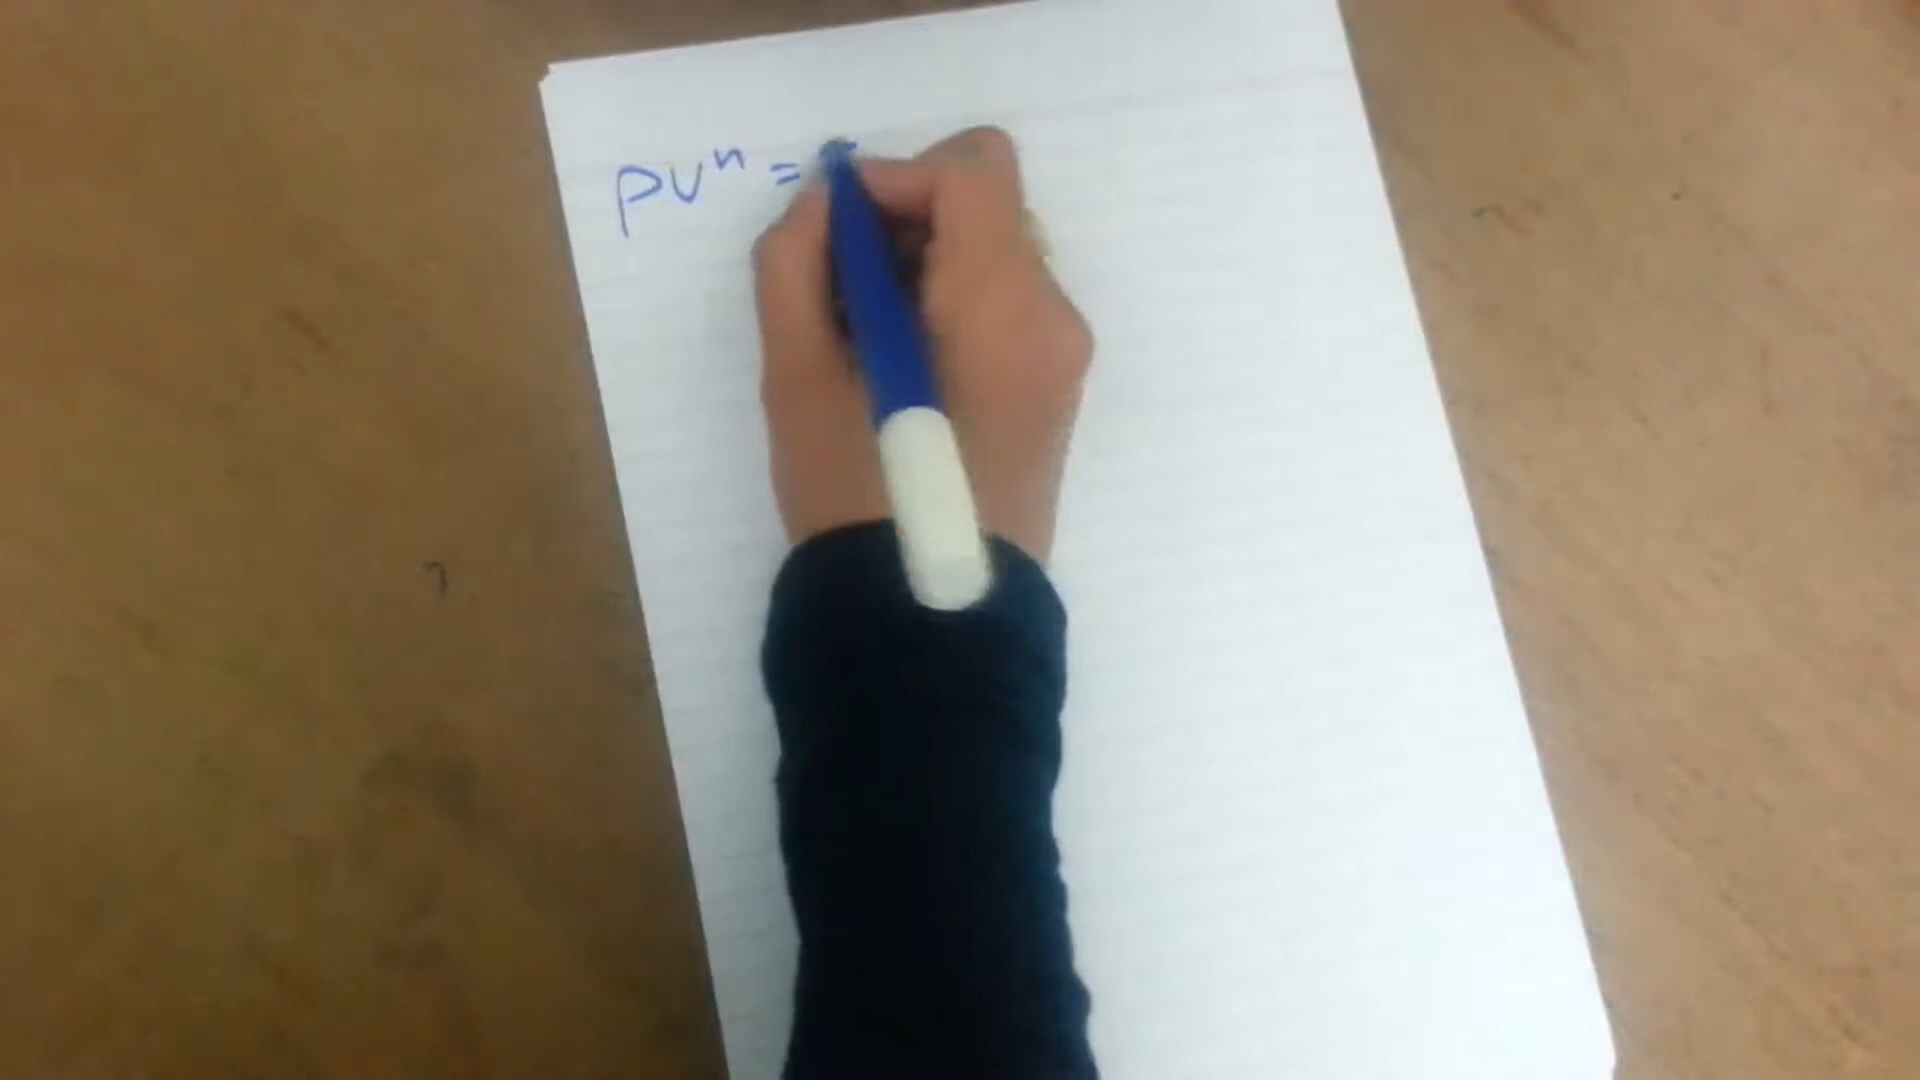 PVⁿ =